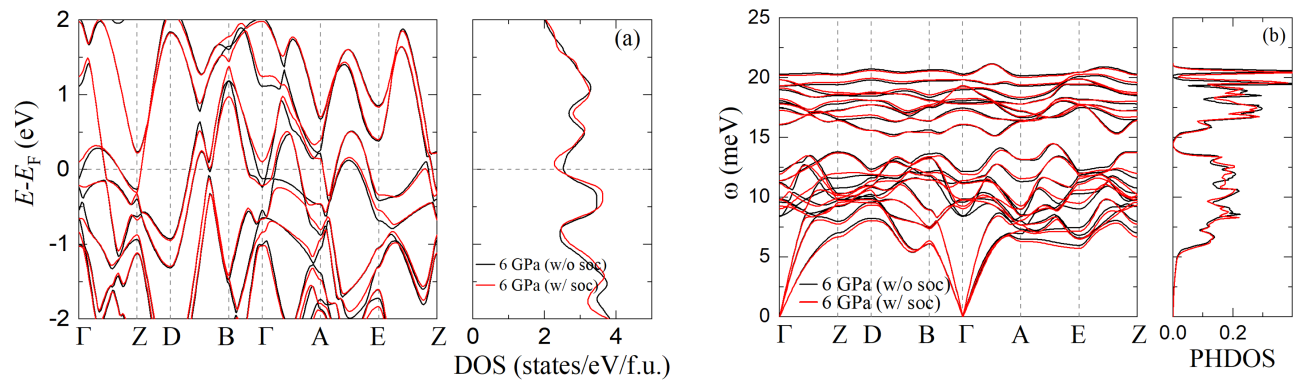 2
1
0
-1
-2
E-E_F (eV)
Γ Z D B Γ A E Z
6 GPa (w/o soc)
6 GPa (w/ soc)
(a)
0 2 4
DOS (states/eV/f.u.)
25
20
15
10
5
0
ω (meV)
Γ Z D B Γ A E Z
6 GPa (w/o soc)
6 GPa (w/ soc)
(b)
0.0 0.2
PHDOS